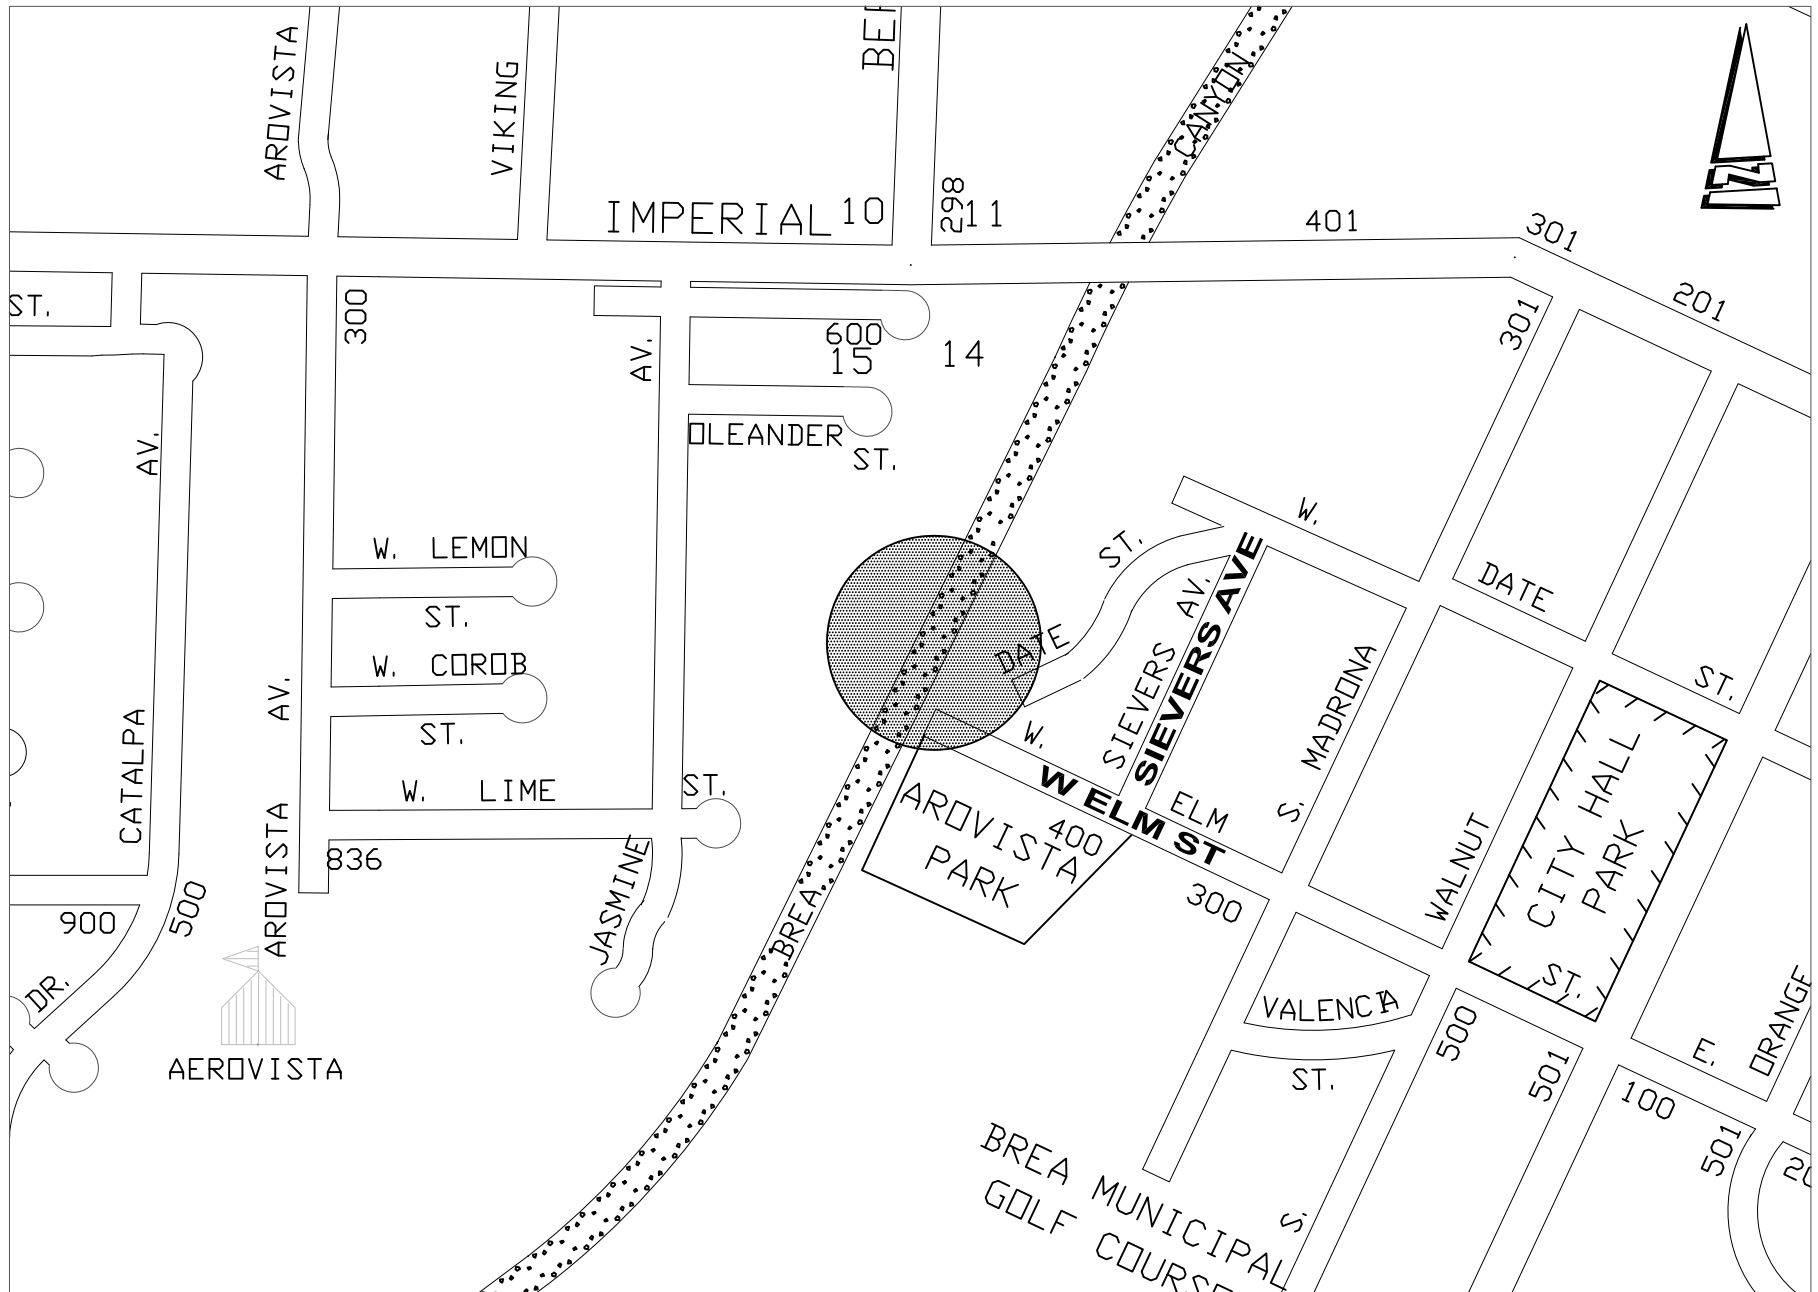 AROVISTA
VIKING
BER
CANYON
N
IMPERIAL
10
298
11
401
301
201
301
ST.
300
AV.
600
15
14
OLEANDER
ST.
AV.
W. LEMON
ST.
W. COROB
ST.
W. LIME
ST.
AV.
AROVISTA
836
CATALPA
900
500
DR.
AEROVISTA
JASMINE
BREA
ST.
DATE
W.
DATE
ST.
AV.
SIEVERS
SIEVERS AVE
MADRONA
S.
W.
W ELM ST
ELM
400
300
AROVISTA
PARK
WALNUT
CITY HALL
PARK
ST.
VALENCIA
ST.
500
501
E.
ORANGE
100
501
20
S.
BREA MUNICIPAL
GOLF COURSE